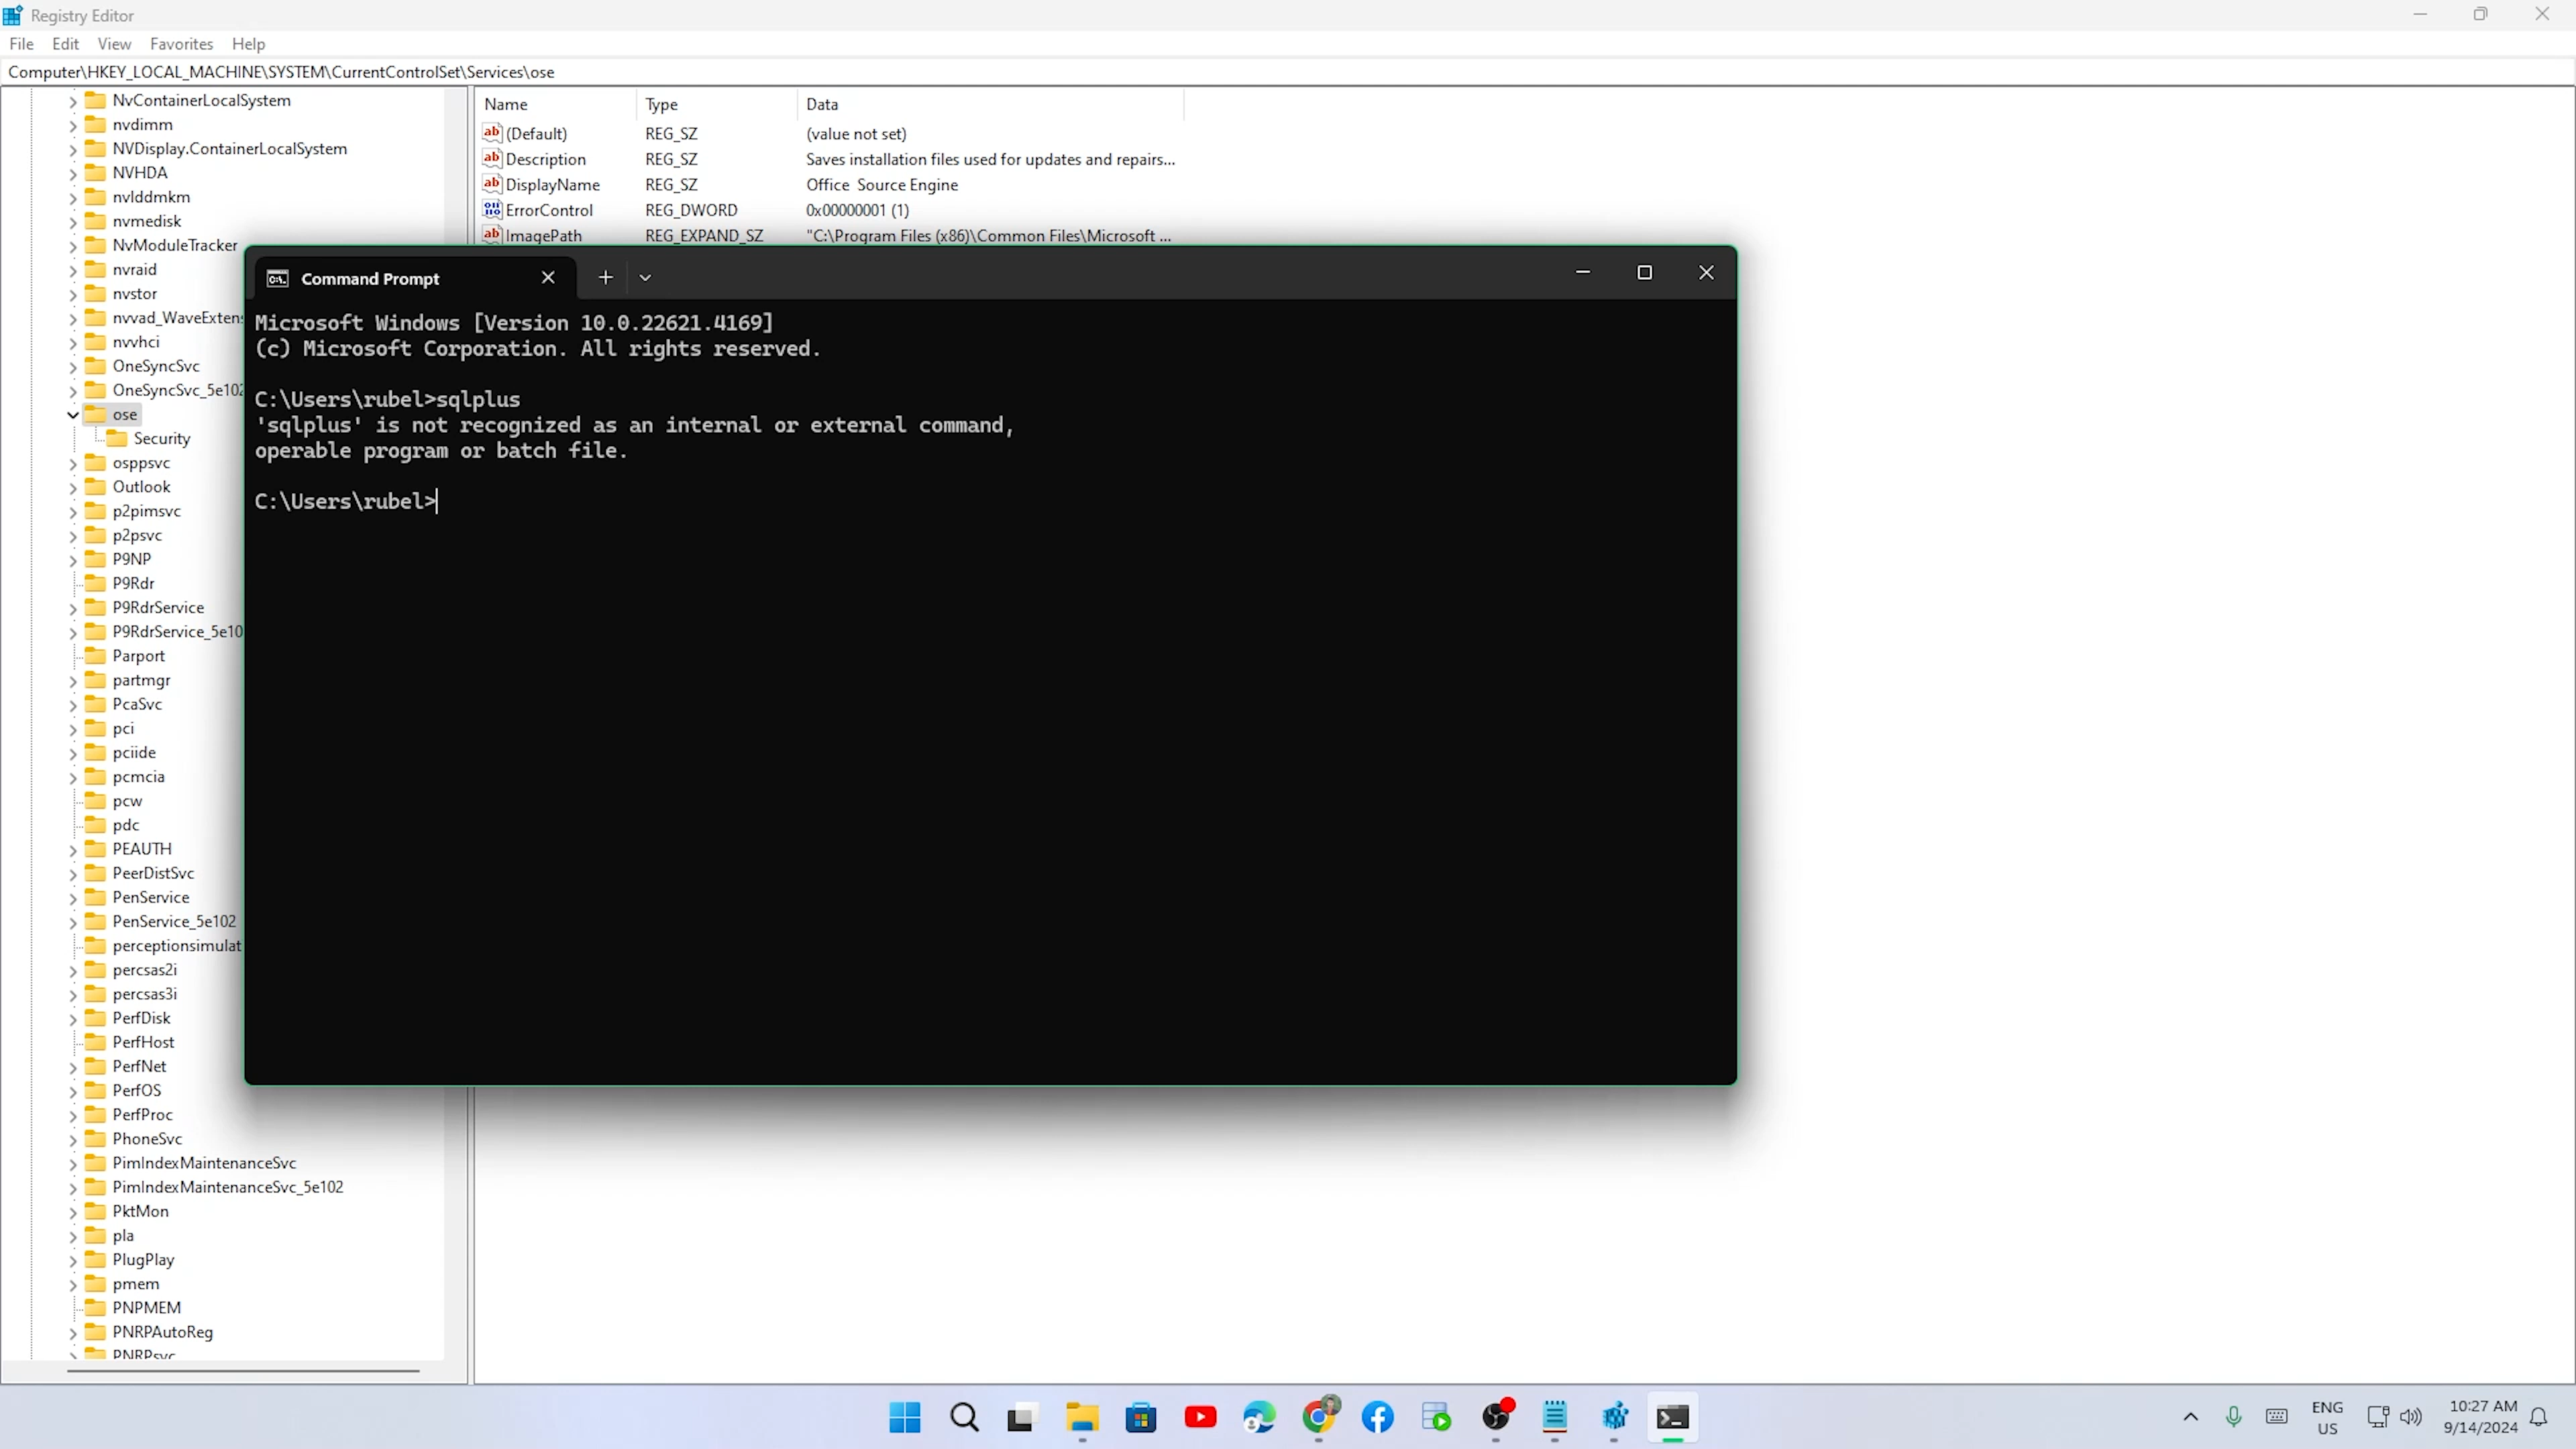 Registry Editor
File Edit View Favorites Help
Computer\HKEY_LOCAL_MACHINE\SYSTEM\CurrentControlSet\Services\ose
NvContainerLocalSystem
nvdimm
NVDisplay.ContainerLocalSystem
NVHDA
nvlddmkm
nvmedisk
NvModuleTracker
nvraid
nvstor
nvvad_WaveExtens
nvvhci
OneSyncSvc
OneSyncSvc_5e102
ose
Security
osppsvc
Outlook
p2pimsvc
p2psvc
P9NP
P9Rdr
P9RdrService
P9RdrService_5e10
Parport
partmgr
PcaSvc
pci
pciide
pcmcia
pcw
pdc
PEAUTH
PeerDistSvc
PenService
PenService_5e102
perceptionsimulat
percsas2i
percsas3i
PerfDisk
PerfHost
PerfNet
PerfOS
PerfProc
PhoneSvc
PimIndexMaintenanceSvc
PimIndexMaintenanceSvc_5e102
PktMon
pla
PlugPlay
pmem
PNPMEM
PNRPAutoReg
PNRPsvc
Name Type Data
(Default) REG_SZ (value not set)
Description REG_SZ Saves installation files used for updates and repairs...
DisplayName REG_SZ Office Source Engine
ErrorControl REG_DWORD 0x00000001 (1)
ImagePath REG_EXPAND_SZ "C:\Program Files (x86)\Common Files\Microsoft ...
Command Prompt
Microsoft Windows [Version 10.0.22621.4169]
(c) Microsoft Corporation. All rights reserved.
C:\Users\rubel>sqlplus
'sqlplus' is not recognized as an internal or external command,
operable program or batch file.
C:\Users\rubel>
ENG
US
10:27 AM
9/14/2024